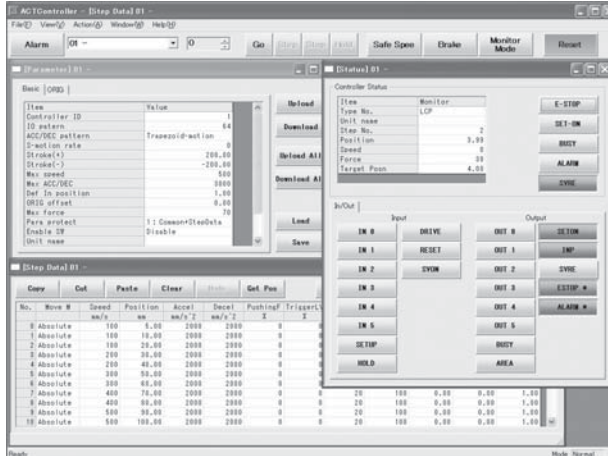 ACTController - [Step Data] 01 -
File(F) View(V) Action(A) Window(W) Help(H)
Alarm 01 - 0 Go Step Stop Hold Safe Spee Brake Monitor Mode Reset
[Parameter] 01 -
Basic ORIG
Item Value
Controller ID 1
IO patern 64
ACC/DEC pattern Trapezoid-motion
S-motion rate 0
Stroke(+) 200.00
Stroke(-) -200.00
Max speed 500
Max ACC/DEC 3000
Def In position 1.00
ORIG offset 0.00
Max force 70
Para protect 1: Common+StepData
Enable SW Disable
Unit name
Upload
Download
Upload All
Download Al
Load
Save
[Status] 01 -
Controller Status
Item Monitor
Type No. LCP
Unit name
Step No. 2
Position 3.99
Speed 0
Force 30
Target Posn 4.00
E-STOP
SET-ON
BUSY
ALARM
SVRE
In/Out
Input Output
IN 0 DRIVE OUT 0 SETON
IN 1 RESET OUT 1 INP
IN 2 SVON OUT 2 SVRE
IN 3 OUT 3 ESTOP *
IN 4 OUT 4 ALARM *
IN 5 OUT 5
SETUP BUSY
HOLD AREA
[Step Data] 01 -
Copy Cut Paste Clear Undo Get Pos
No. Move M Speed Position Accel Decel PushingF TriggerL
mm/s mm mm/s^2 mm/s^2 % %
0 Absolute 100 5.00 2000 2000 0 0
1 Absolute 100 10.00 2000 2000 0 0
2 Absolute 100 20.00 2000 2000 0 0
3 Absolute 200 30.00 2000 2000 0 0
4 Absolute 200 40.00 2000 2000 0 0
5 Absolute 300 50.00 2000 2000 0 0
6 Absolute 300 60.00 2000 2000 0 0
7 Absolute 400 70.00 2000 2000 0 0 20 100 0.00 0.00 1.00
8 Absolute 400 80.00 2000 2000 0 0 20 100 0.00 0.00 1.00
9 Absolute 500 90.00 2000 2000 0 0 20 100 0.00 0.00 1.00
10 Absolute 500 100.00 2000 2000 0 0 20 100 0.00 0.00 1.00
Ready Mode Normal